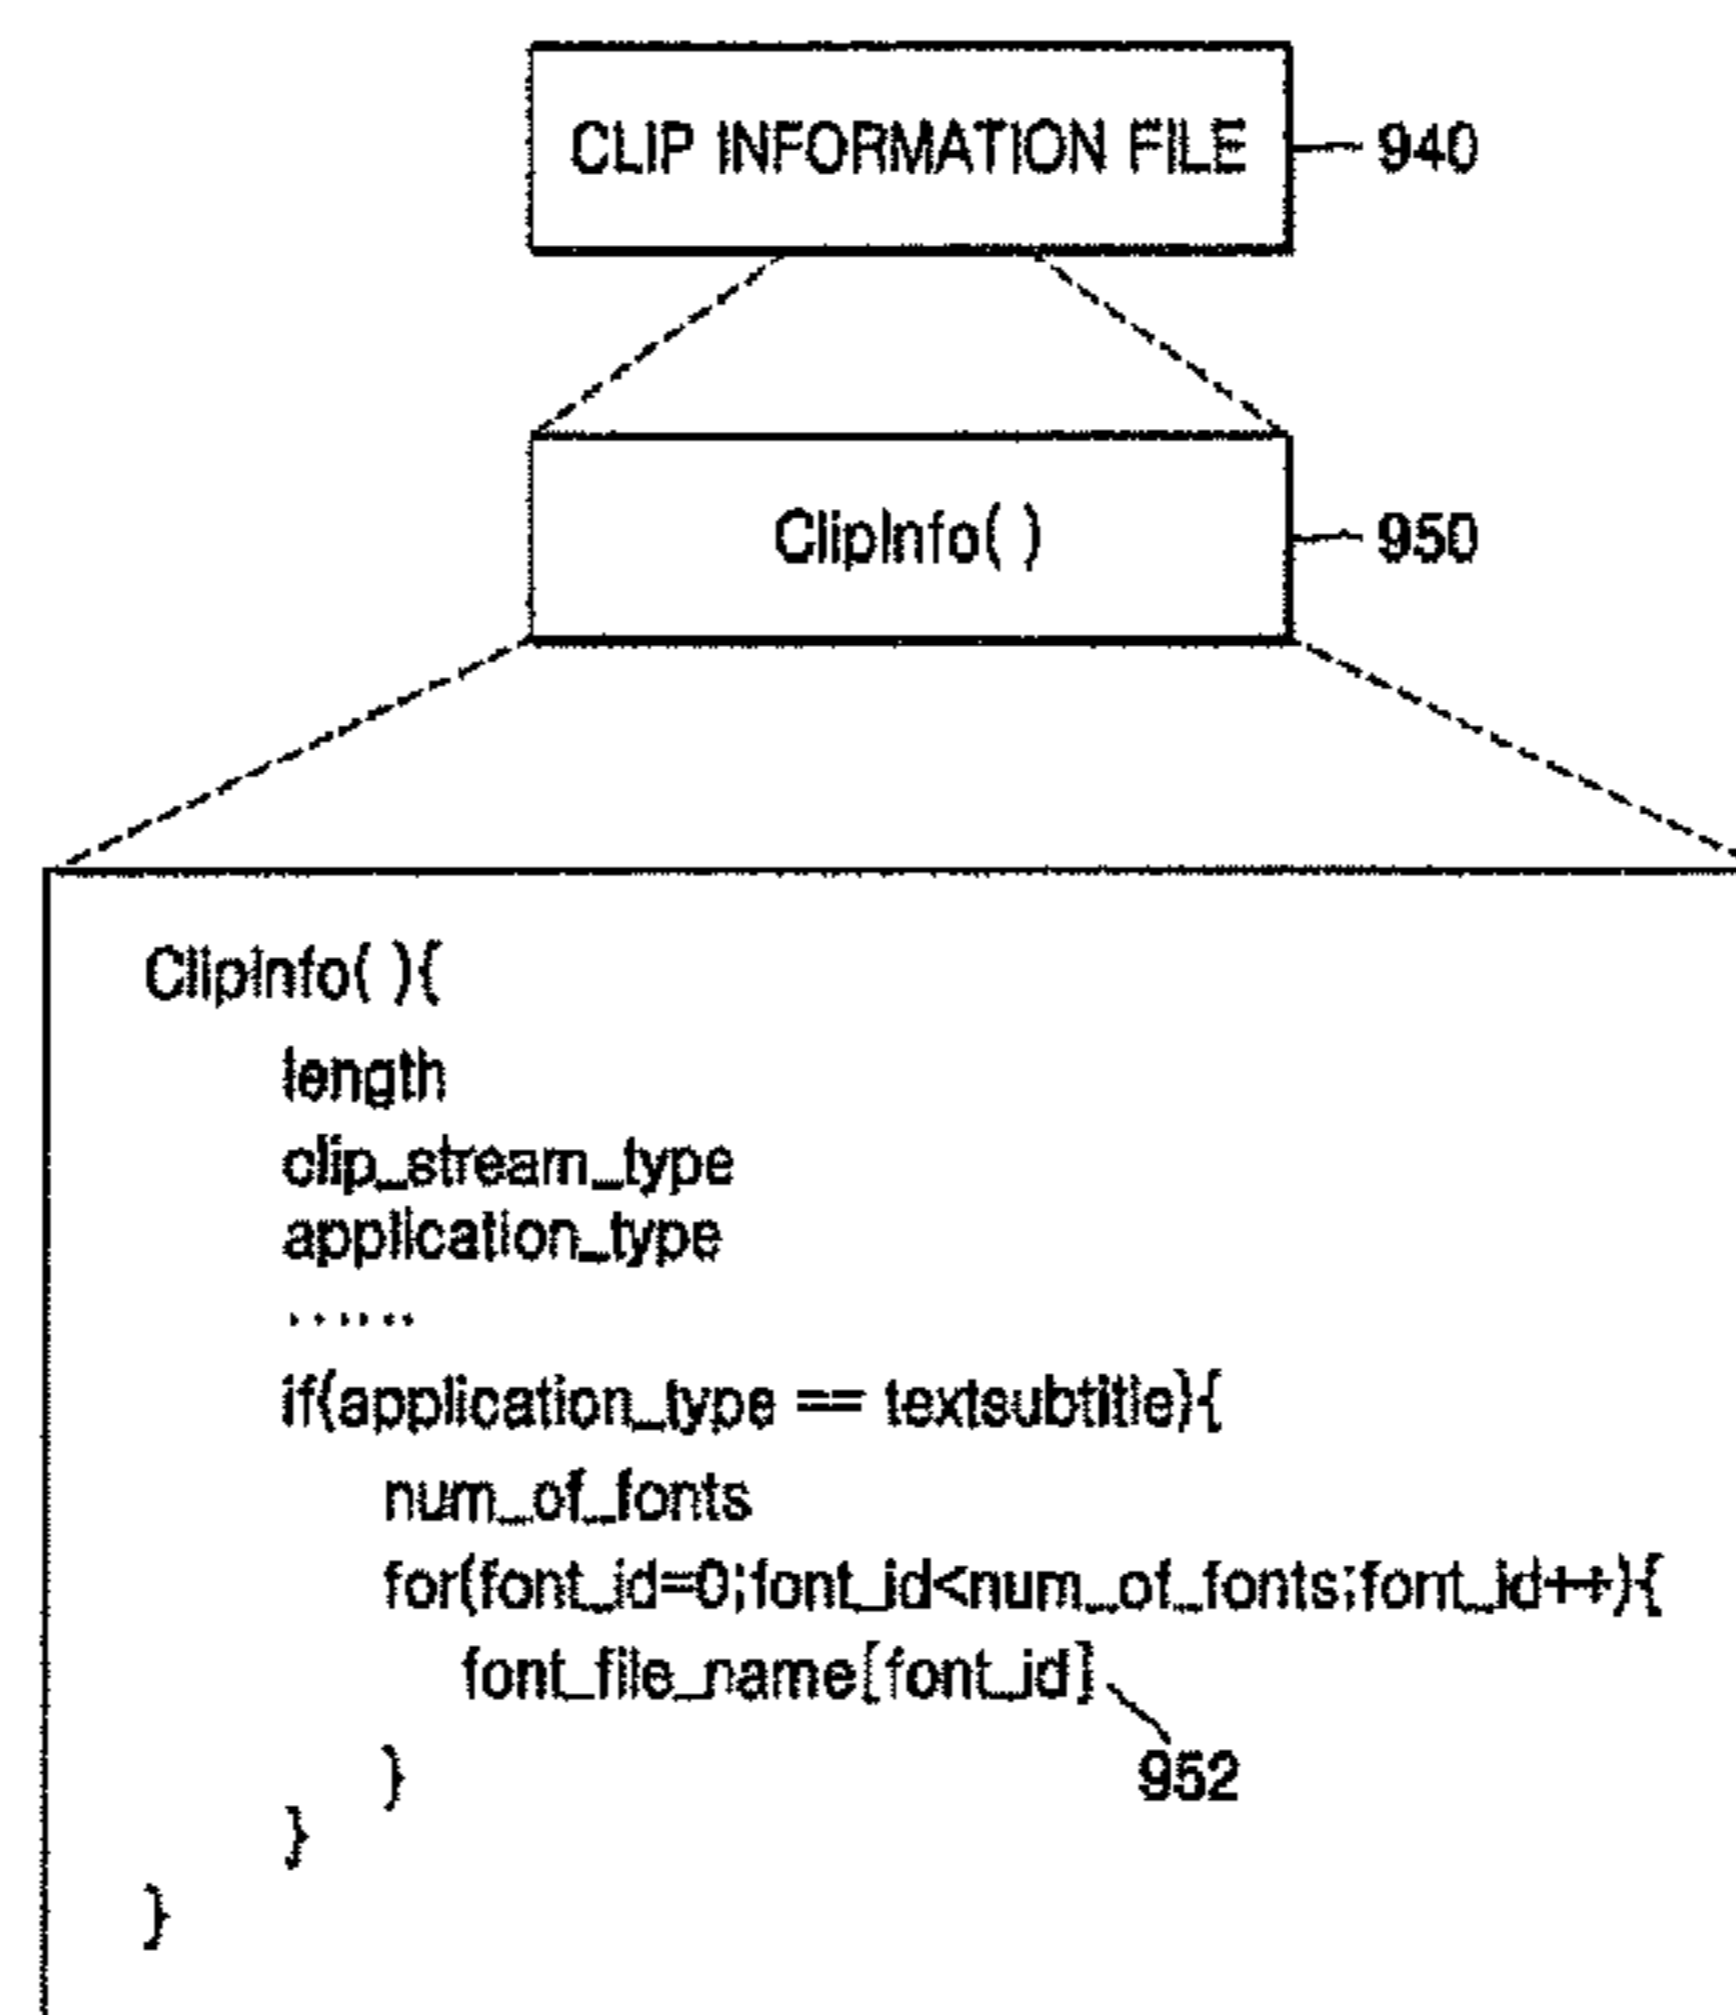 CLIP INFORMATION FILE 940
ClipInfo( ) 950
ClipInfo( ){
length
clip_stream_type
application_type
......
if(application_type == textsubtitle){
num_of_fonts
for(font_id=0;font_id<num_of_fonts;font_id++){
font_file_name[font_id]
952
}
}
}